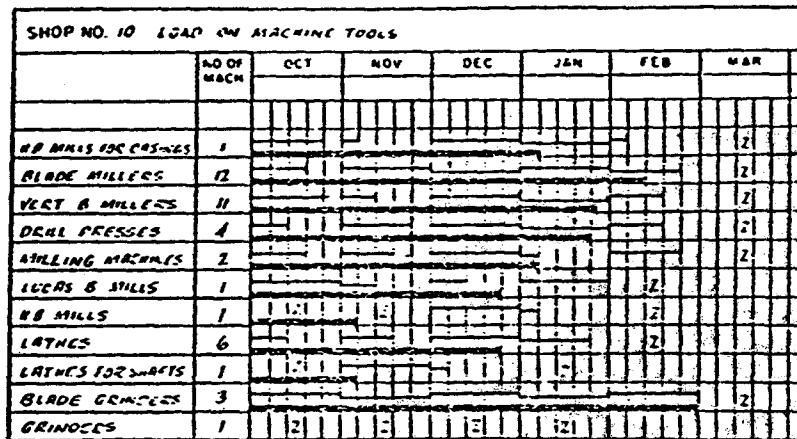 SHOP NO. 10 LOAD ON MACHINE TOOLS
NO OF MACH OCT NOV DEC JAN FEB MAR
MILLS FOR CASINGS 1 Z
BLADE MILLERS 12 Z
VERT B MILLERS 11 Z
DRILL PRESSES 4 Z
MILLING MACHINES 2 Z
LUCAS B MILLS 1 Z
MILLS 1 Z Z Z
LATHES 6 Z
LATHES FOR SHAFTS 1 Z Z
BLADE GRINDERS 3 Z
GRINDERS 1 Z Z Z Z